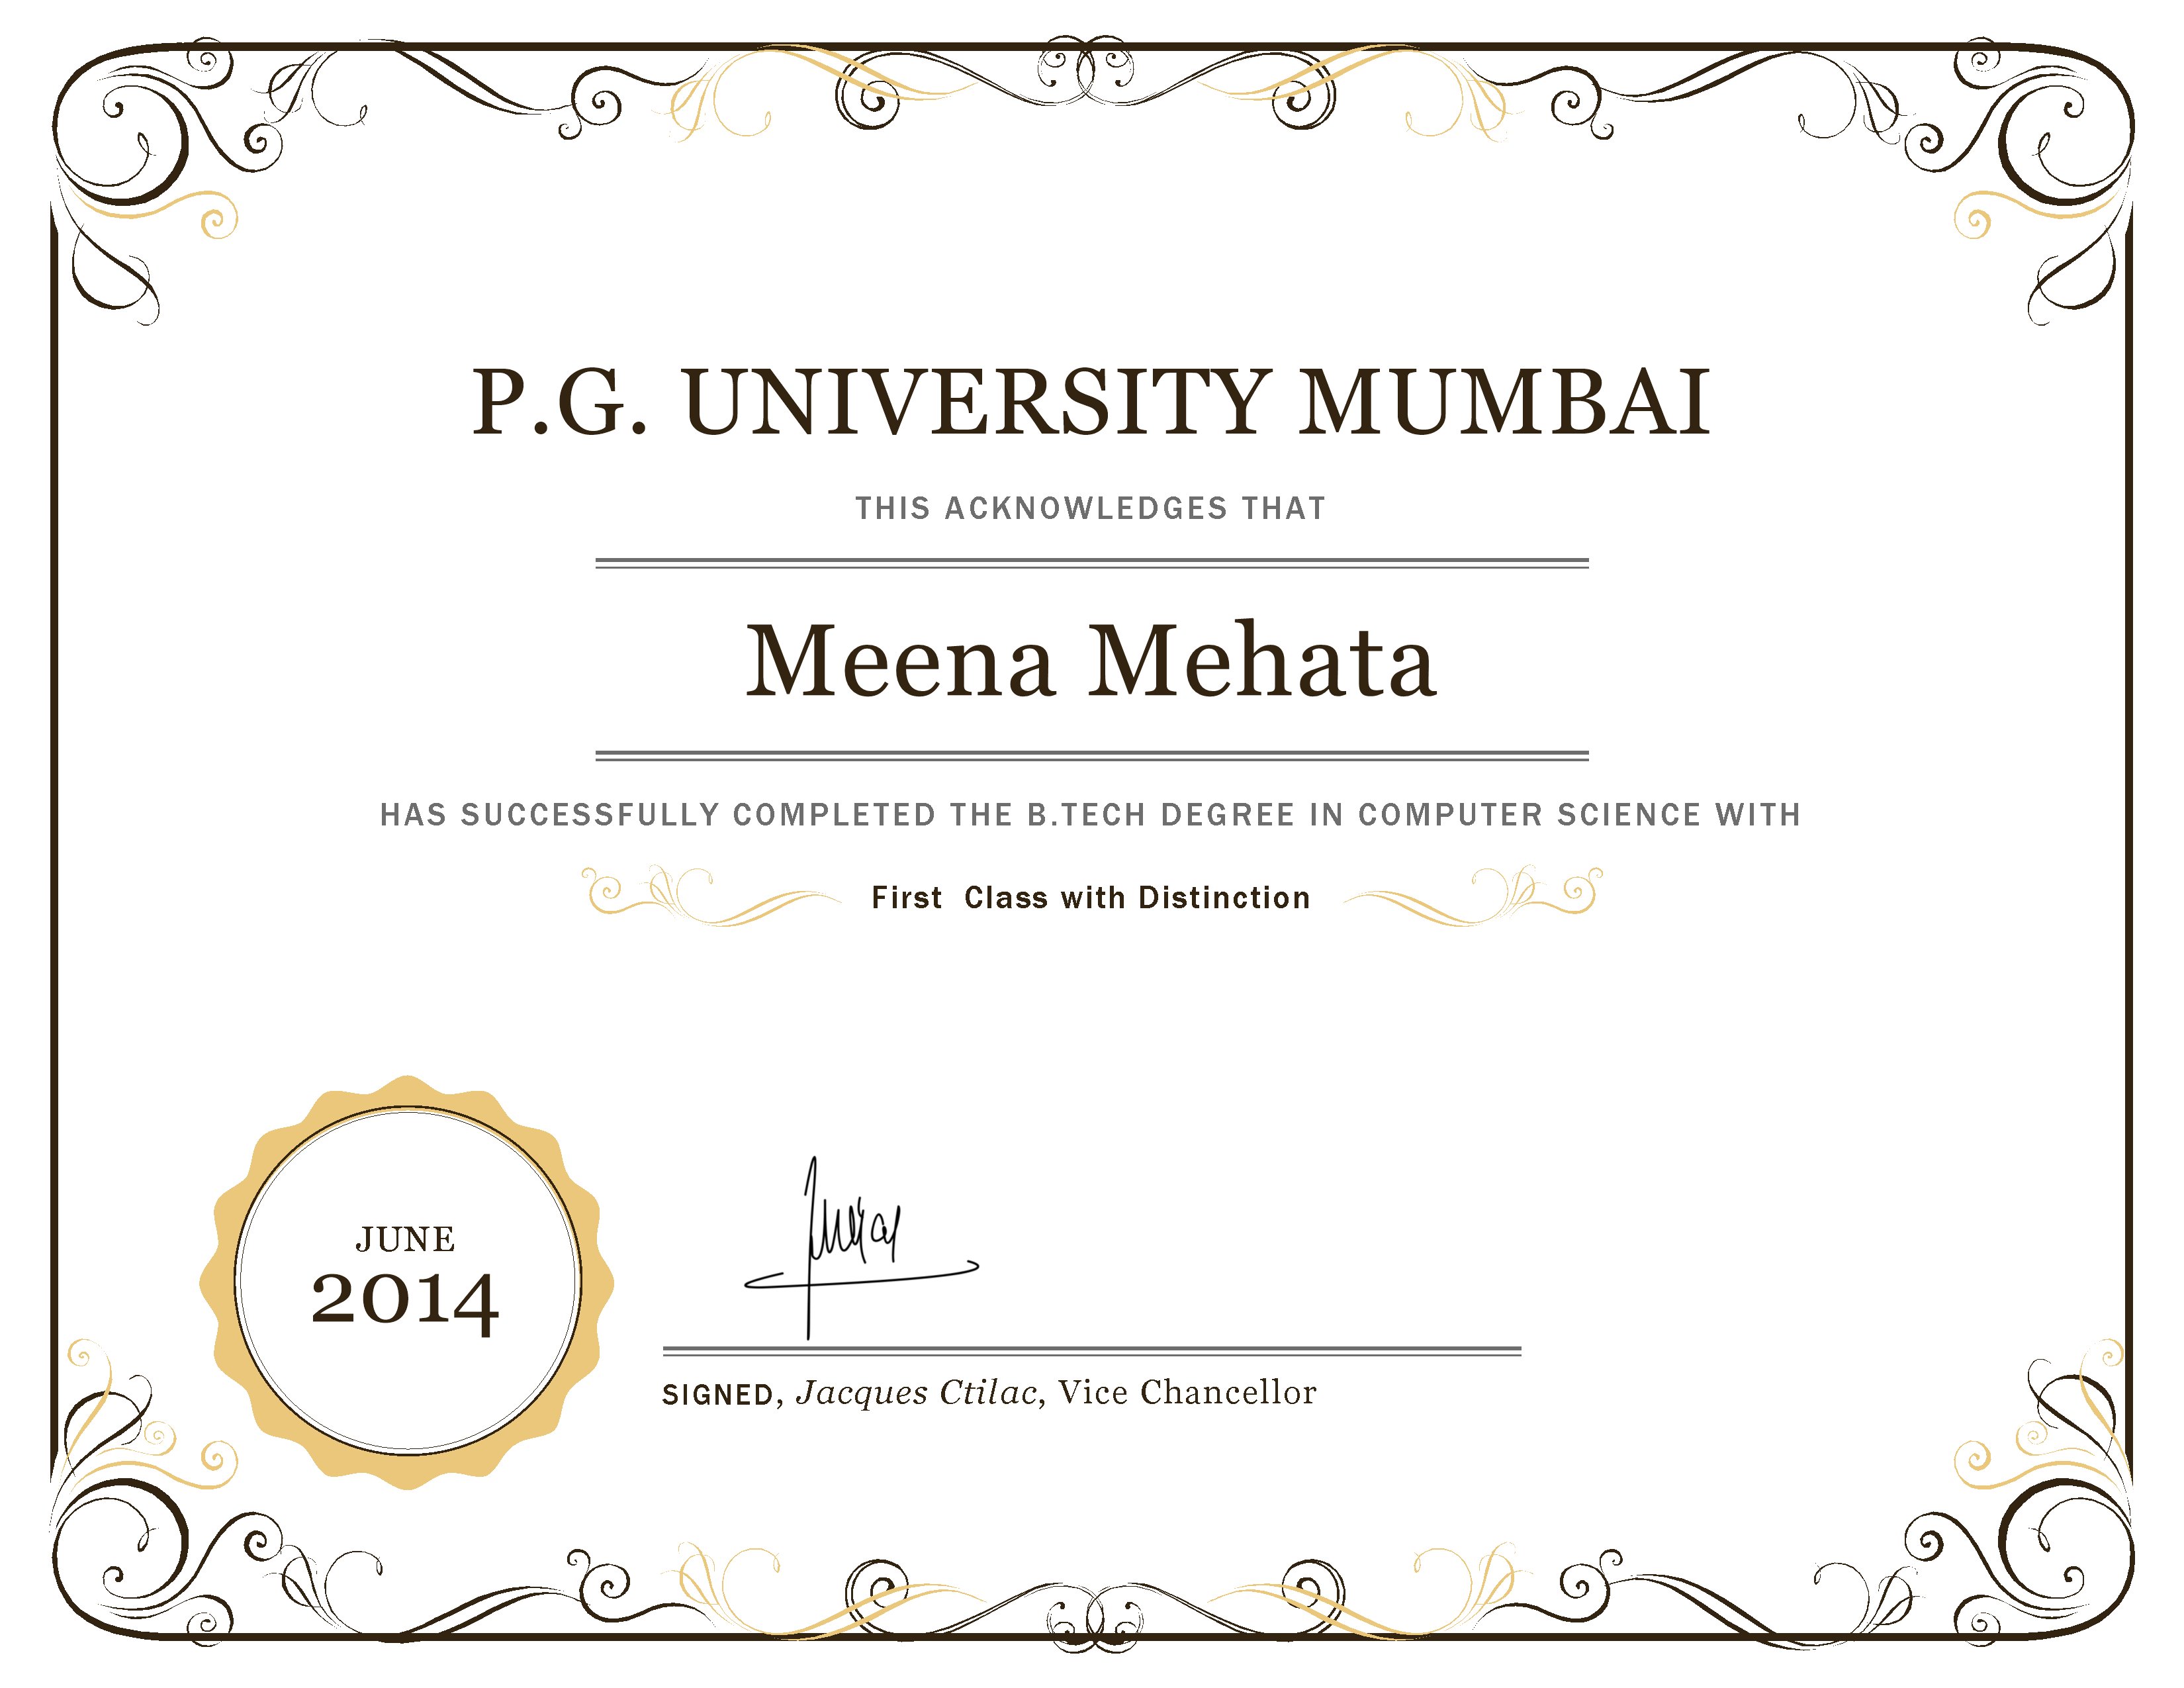 P.G. UNIVERSITY MUMBAI
THIS ACKNOWLEDGES THAT
Meena Mehata
HAS SUCCESSFULLY COMPLETED THE B.TECH DEGREE IN COMPUTER SCIENCE WITH
First Class with Distinction
JUNE
2014
SIGNED, Jacques Ctilac, Vice Chancellor